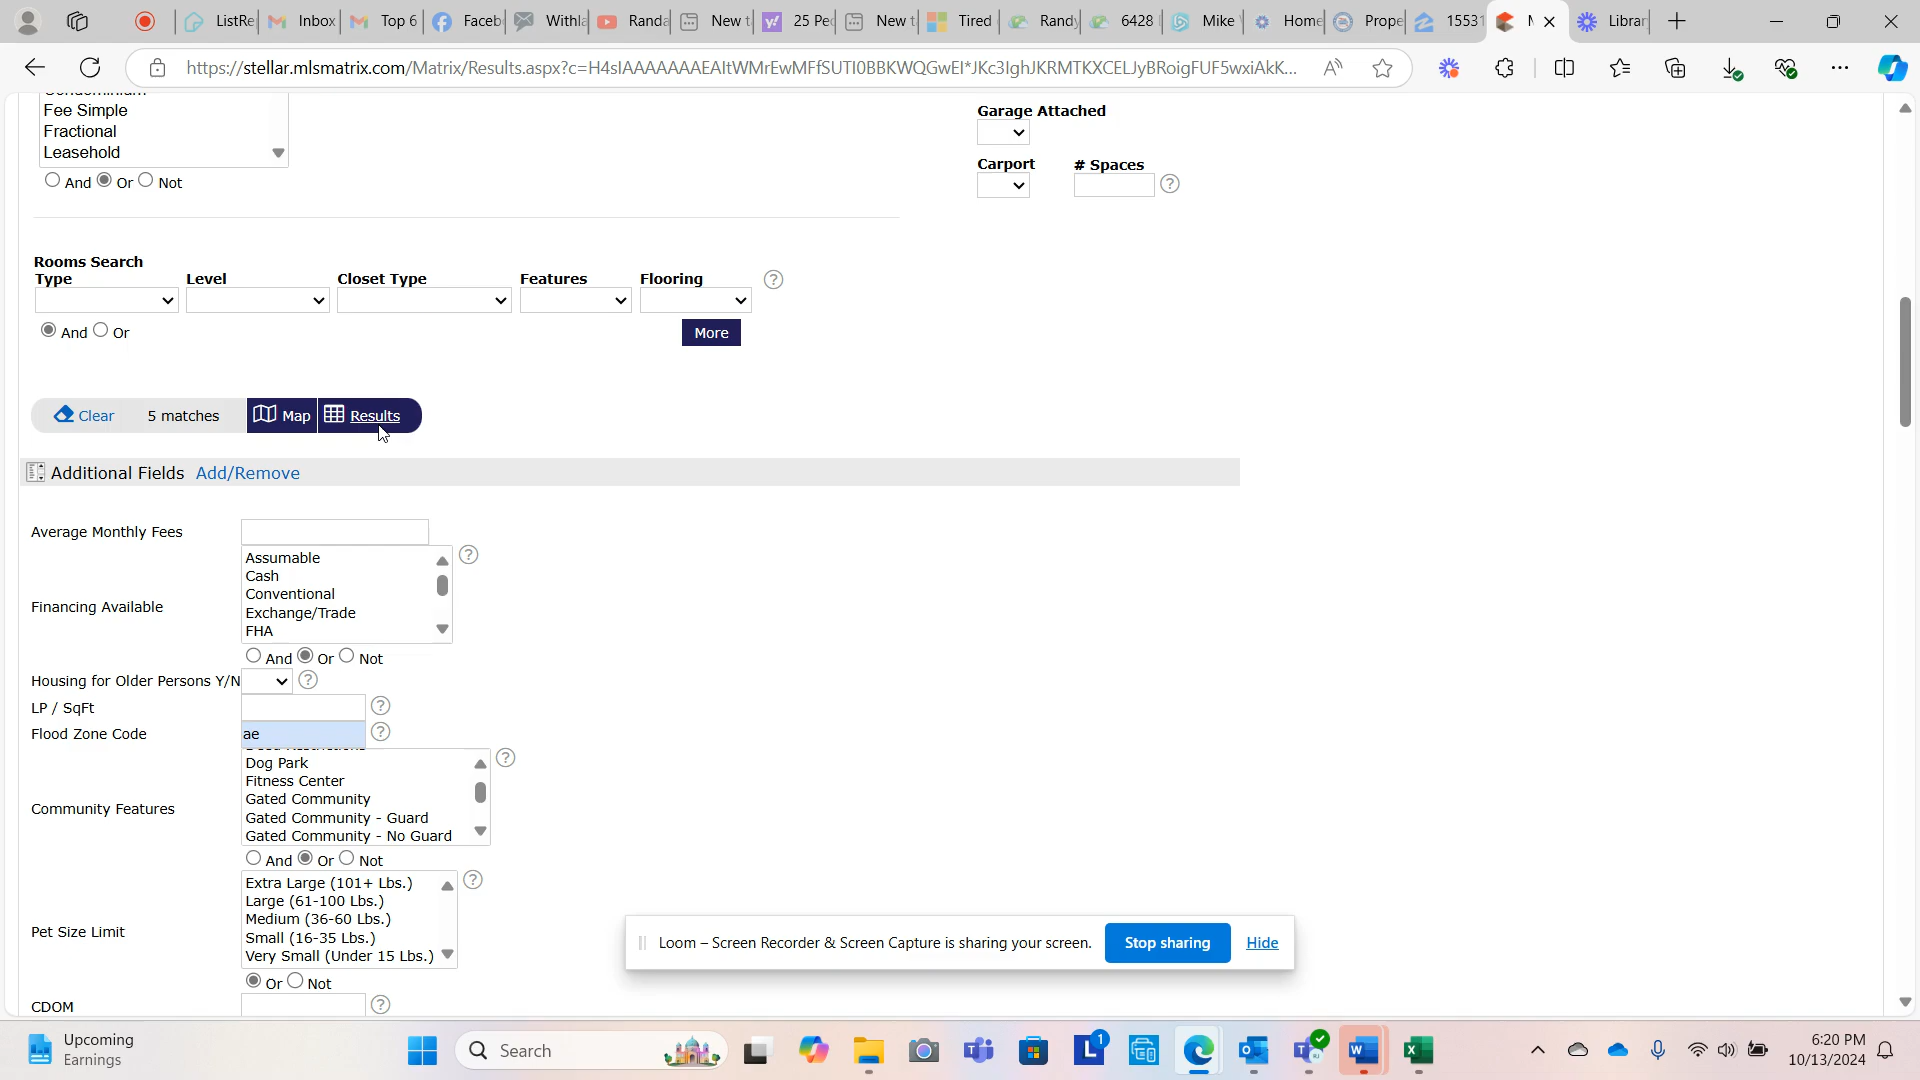 ListRe
Inbox
Top 6
Faceb
Withl
Randa
New t
25 Pec
New t
Tired
Randy
6428
Mike
Home
Prope
15531
Librar
https://stellar.mlsmatrix.com/Matrix/Results.aspx?c=H4sIAAAAAAAEAItWMrEwMFfSUTI0BBKWQGwEI*JKc3IghJKRMTKXCELJyBRoigFUF5wxiAkK...
Fee Simple
Fractional
Leasehold
And Or Not
Garage Attached
Carport # Spaces
Rooms Search
Type Level Closet Type Features Flooring
And Or
More
Clear 5 matches Map Results
Additional Fields Add/Remove
Average Monthly Fees
Financing Available
Assumable
Cash
Conventional
Exchange/Trade
FHA
And Or Not
Housing for Older Persons Y/N
LP / SqFt
Flood Zone Code ae
Community Features
Dog Park
Fitness Center
Gated Community
Gated Community - Guard
Gated Community - No Guard
And Or Not
Pet Size Limit
Extra Large (101+ Lbs.)
Large (61-100 Lbs.)
Medium (36-60 Lbs.)
Small (16-35 Lbs.)
Very Small (Under 15 Lbs.)
Or Not
CDOM
Loom – Screen Recorder & Screen Capture is sharing your screen. Stop sharing Hide
Upcoming
Earnings
Search
1
6:20 PM
10/13/2024